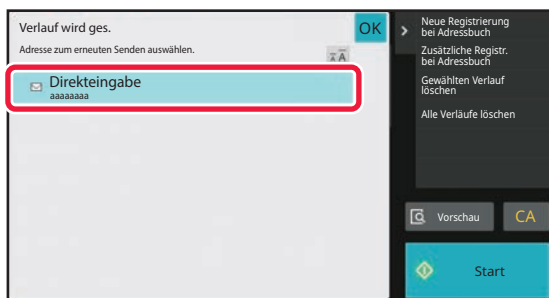 Verlauf wird ges.
OK
Adresse zum erneuten Senden auswählen.
Direkteingabe
aaaaaaaa
Neue Registrierung
bei Adressbuch
Zusätzliche Registr.
bei Adressbuch
Gewählten Verlauf
löschen
Alle Verläufe löschen
Vorschau
CA
Start